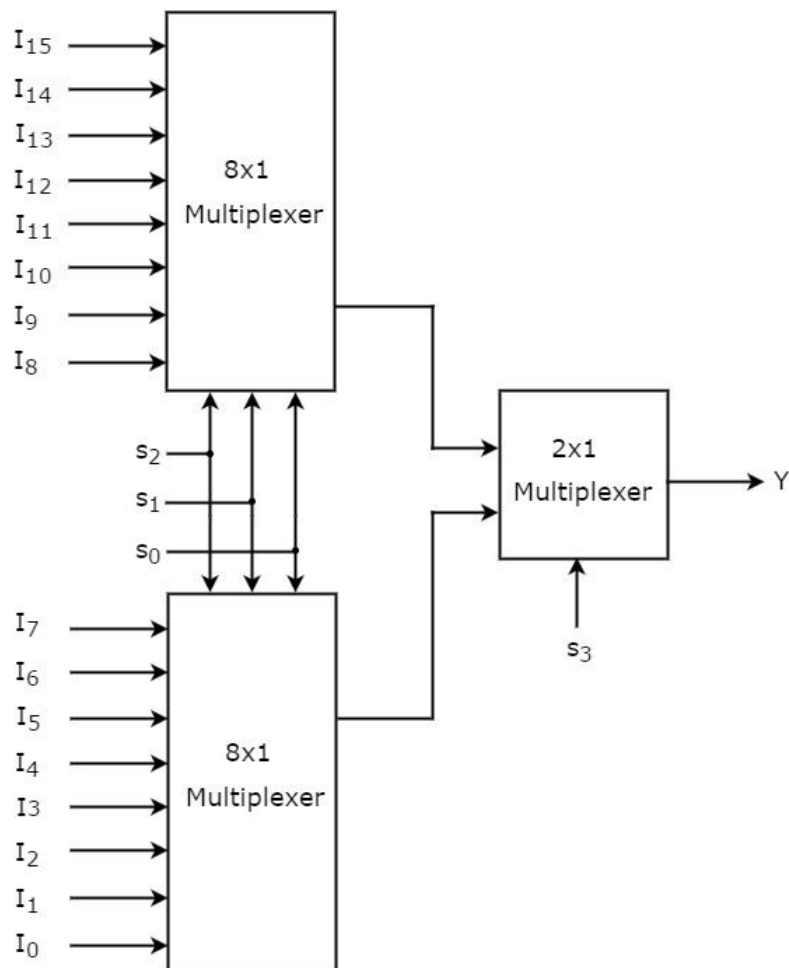 I₁₅
I₁₄
I₁₃
I₁₂
I₁₁
I₁₀
I₉
I₈
8x1
Multiplexer
s₂
s₁
s₀
2x1
Multiplexer
Y
s₃
I₇
I₆
I₅
I₄
I₃
I₂
I₁
I₀
8x1
Multiplexer